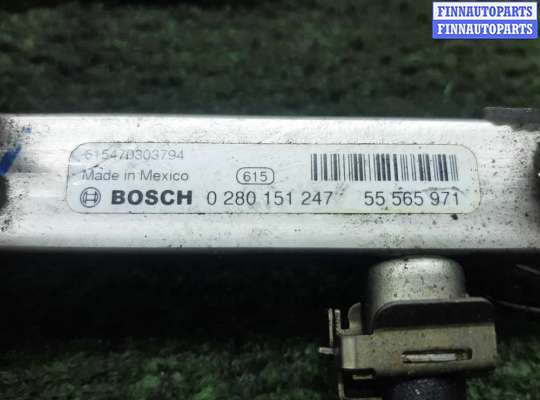 FINNAUTOPARTS
FINNAUTOPARTS
61547D303794
Made in Mexico 615
BOSCH 0 280 151 247 55 565 971